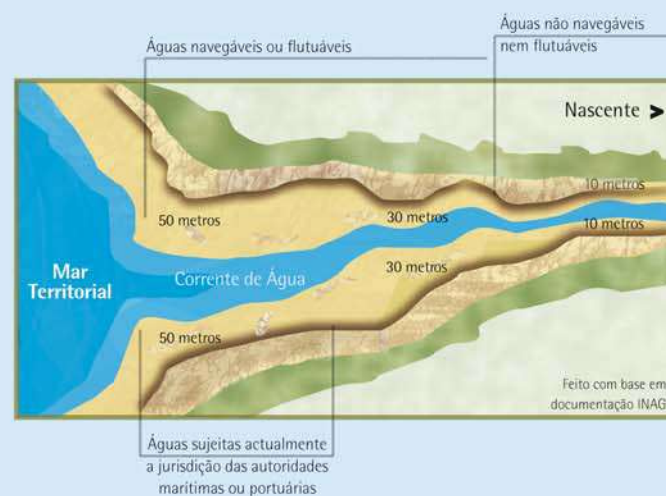 Águas navegáveis ou flutuáveis
Águas não navegáveis
nem flutuáveis
Nascente >
10 metros
50 metros
30 metros
10 metros
Mar
Territorial
Corrente de Água
30 metros
50 metros
Feito com base em
documentação INAG
Águas sujeitas actualmente
a jurisdição das autoridades
marítimas ou portuárias